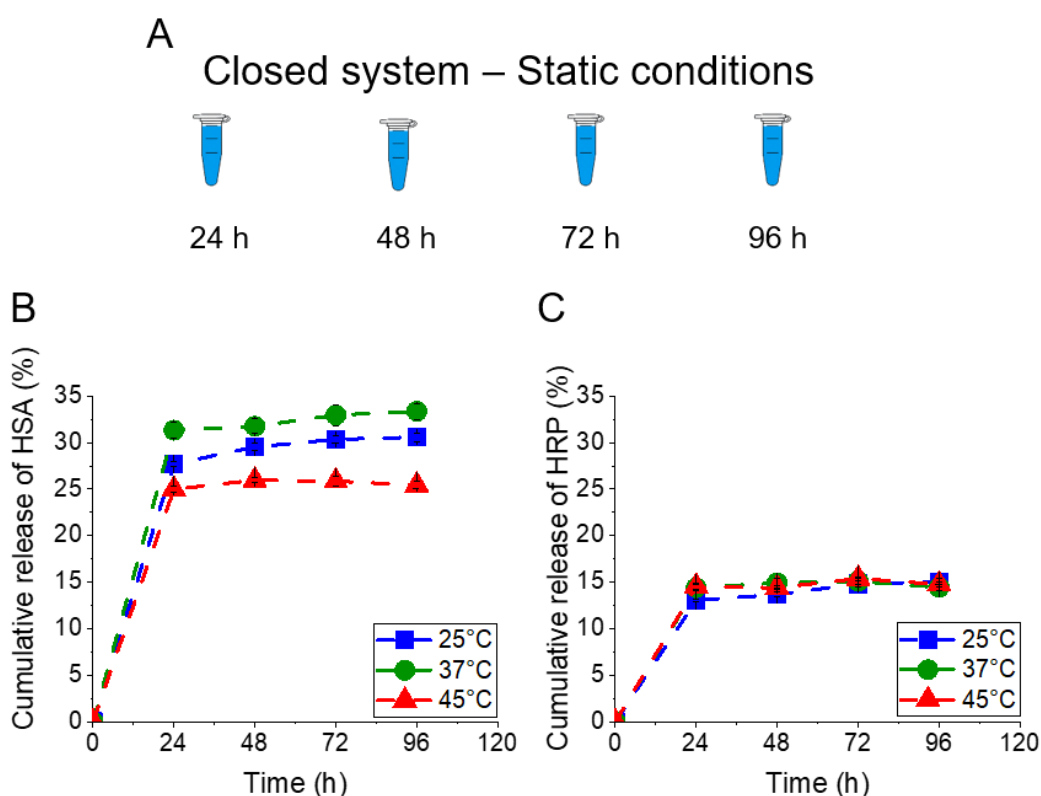 A
Closed system – Static conditions
24 h
48 h
72 h
96 h
B
Cumulative release of HSA (%)
35
30
25
20
15
10
5
0
0
24
48
72
96
120
Time (h)
25°C
37°C
45°C
C
Cumulative release of HRP (%)
35
30
25
20
15
10
5
0
0
24
48
72
96
120
Time (h)
25°C
37°C
45°C